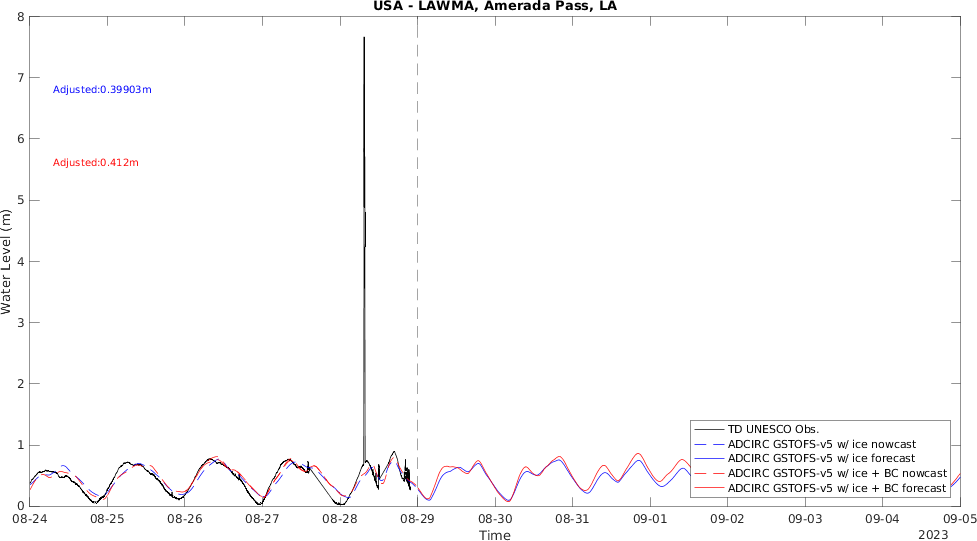 USA - LAWMA, Amerada Pass, LA
8
7
6
5
4
3
2
1
0
Water Level (m)
Adjusted:0.39903m
Adjusted:0.412m
TD UNESCO Obs.
ADCIRC GSTOFS-v5 w/ ice nowcast
ADCIRC GSTOFS-v5 w/ ice forecast
ADCIRC GSTOFS-v5 w/ ice + BC nowcast
ADCIRC GSTOFS-v5 w/ ice + BC forecast
08-24 08-25 08-26 08-27 08-28 08-29 08-30 08-31 09-01 09-02 09-03 09-04 09-05
Time
2023